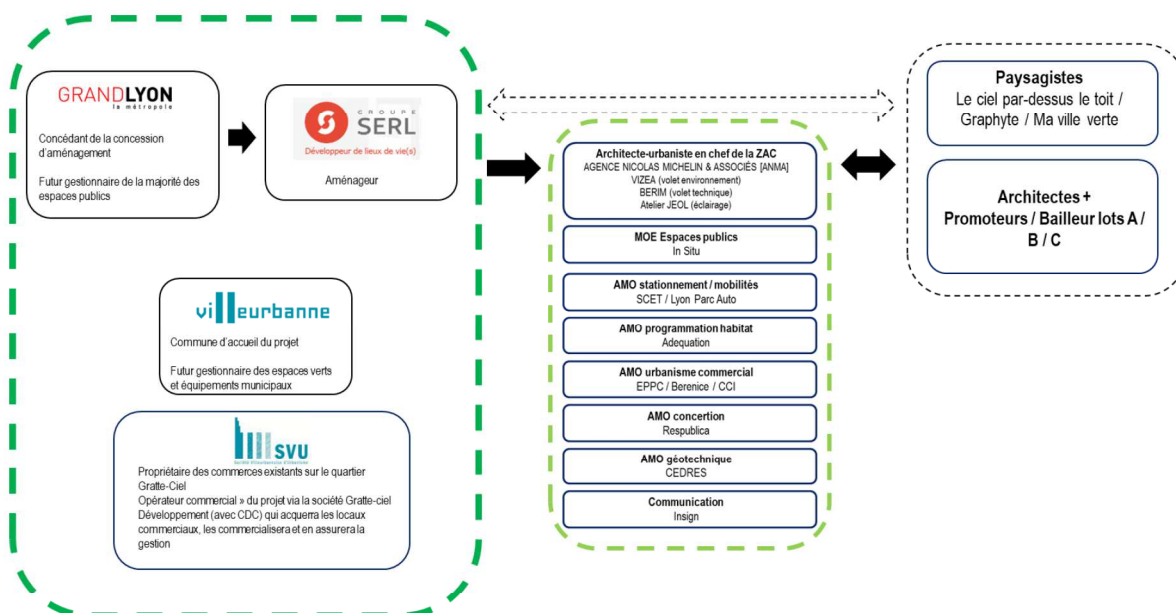 GRANDLYON
la métropole
Concédant de la concession
d'aménagement
Futur gestionnaire de la majorité des
espaces publics
GROUPE
SERL
Développeur de lieux de vie(s)
Aménageur
villeurbanne
Commune d'accueil du projet
Futur gestionnaire des espaces verts
et équipements municipaux
SVU
Propriétaire des commerces existants sur le quartier
Gratte-Ciel
Opérateur commercial » du projet via la société Gratte-ciel
Développement (avec CDC) qui acquerra les locaux
commerciaux, les commercialisera et en assurera la
gestion
Architecte-urbaniste en chef de la ZAC
AGENCE NICOLAS MICHELIN & ASSOCIÉS [ANMA]
VIZEA (volet environnement)
BERIM (volet technique)
Atelier JEOL (éclairage)
MOE Espaces publics
In Situ
AMO stationnement / mobilités
SCET / Lyon Parc Auto
AMO programmation habitat
Adequation
AMO urbanisme commercial
EPPC / Berenice / CCI
AMO concertion
Respublica
AMO géotechnique
CEDRES
Communication
Insign
Paysagistes
Le ciel par-dessus le toit /
Graphyte / Ma ville verte
Architectes +
Promoteurs / Bailleur lots A /
B / C